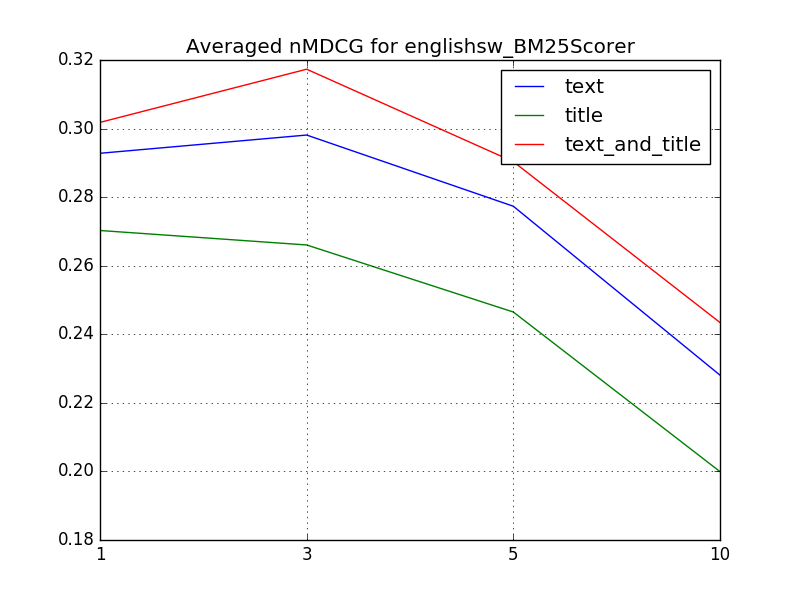 Averaged nMDCG for englishsw_BM25Scorer
0.32
0.30
0.28
0.26
0.24
0.22
0.20
0.18
text
title
text_and_title
1 3 5 10